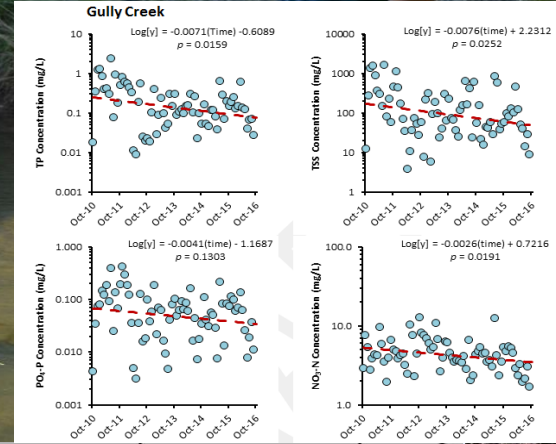 Gully Creek
Log[y] = -0.0071(Time) -0.6089
p = 0.0159
TP Concentration (mg/L)
10
1
0.1
0.01
0.001
Oct-10 Oct-11 Oct-12 Oct-13 Oct-14 Oct-15 Oct-16
Log[y] = -0.0076(time) + 2.2312
p = 0.0252
TSS Concentration (mg/L)
10000
1000
100
10
1
Oct-10 Oct-11 Oct-12 Oct-13 Oct-14 Oct-15 Oct-16
Log[y] = -0.0041(time) - 1.1687
p = 0.1303
PO₄-P Concentration (mg/L)
1.000
0.100
0.010
0.001
Oct-10 Oct-11 Oct-12 Oct-13 Oct-14 Oct-15 Oct-16
Log[y] = -0.0026(time) + 0.7216
p = 0.0191
NO₃-N Concentration (mg/L)
100.0
10.0
1.0
Oct-10 Oct-11 Oct-12 Oct-13 Oct-14 Oct-15 Oct-16